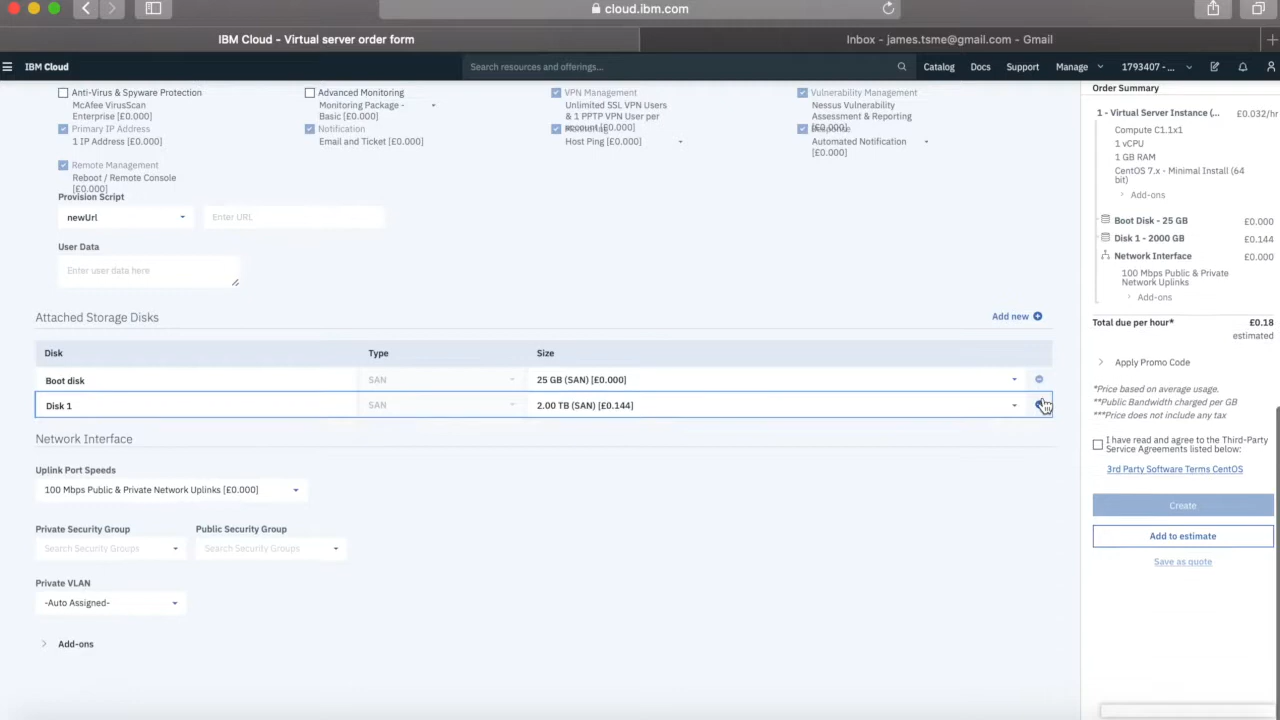 cloud.ibm.com
IBM Cloud - Virtual server order form
Inbox - james.tsme@gmail.com - Gmail
IBM Cloud
Search resources and offerings...
Catalog
Docs
Support
Manage
1793407 - ...
Anti-Virus & Spyware Protection
McAfee VirusScan
Enterprise [£0.000]
Advanced Monitoring
Monitoring Package -
Basic [£0.000]
VPN Management
Unlimited SSL VPN Users
& 1 PPTP VPN User per
account [£0.000]
Vulnerability Management
Nessus Vulnerability
Assessment & Reporting
[£0.000]
Primary IP Address
1 IP Address [£0.000]
Notification
Email and Ticket [£0.000]
Monitoring
Host Ping [£0.000]
Response
Automated Notification
[£0.000]
Remote Management
Reboot / Remote Console
[£0.000]
Provision Script
newUrl
Enter URL
User Data
Enter user data here
Attached Storage Disks
Add new
Disk
Type
Size
Boot disk
SAN
25 GB (SAN) [£0.000]
Disk 1
SAN
2.00 TB (SAN) [£0.144]
Network Interface
Uplink Port Speeds
100 Mbps Public & Private Network Uplinks [£0.000]
Private Security Group
Public Security Group
Search Security Groups
Search Security Groups
Private VLAN
-Auto Assigned-
Add-ons
Order Summary
1 - Virtual Server Instance (...
£0.032/hr
Compute C1.1x1
1 vCPU
1 GB RAM
CentOS 7.x - Minimal Install (64
bit)
Add-ons
Boot Disk - 25 GB
£0.000
Disk 1 - 2000 GB
£0.144
Network Interface
£0.000
100 Mbps Public & Private
Network Uplinks
Add-ons
Total due per hour*
£0.18
estimated
Apply Promo Code
*Price based on average usage.
**Public Bandwidth charged per GB
***Price does not include any tax
I have read and agree to the Third-Party
Service Agreements listed below:
3rd Party Software Terms CentOS
Create
Add to estimate
Save as quote